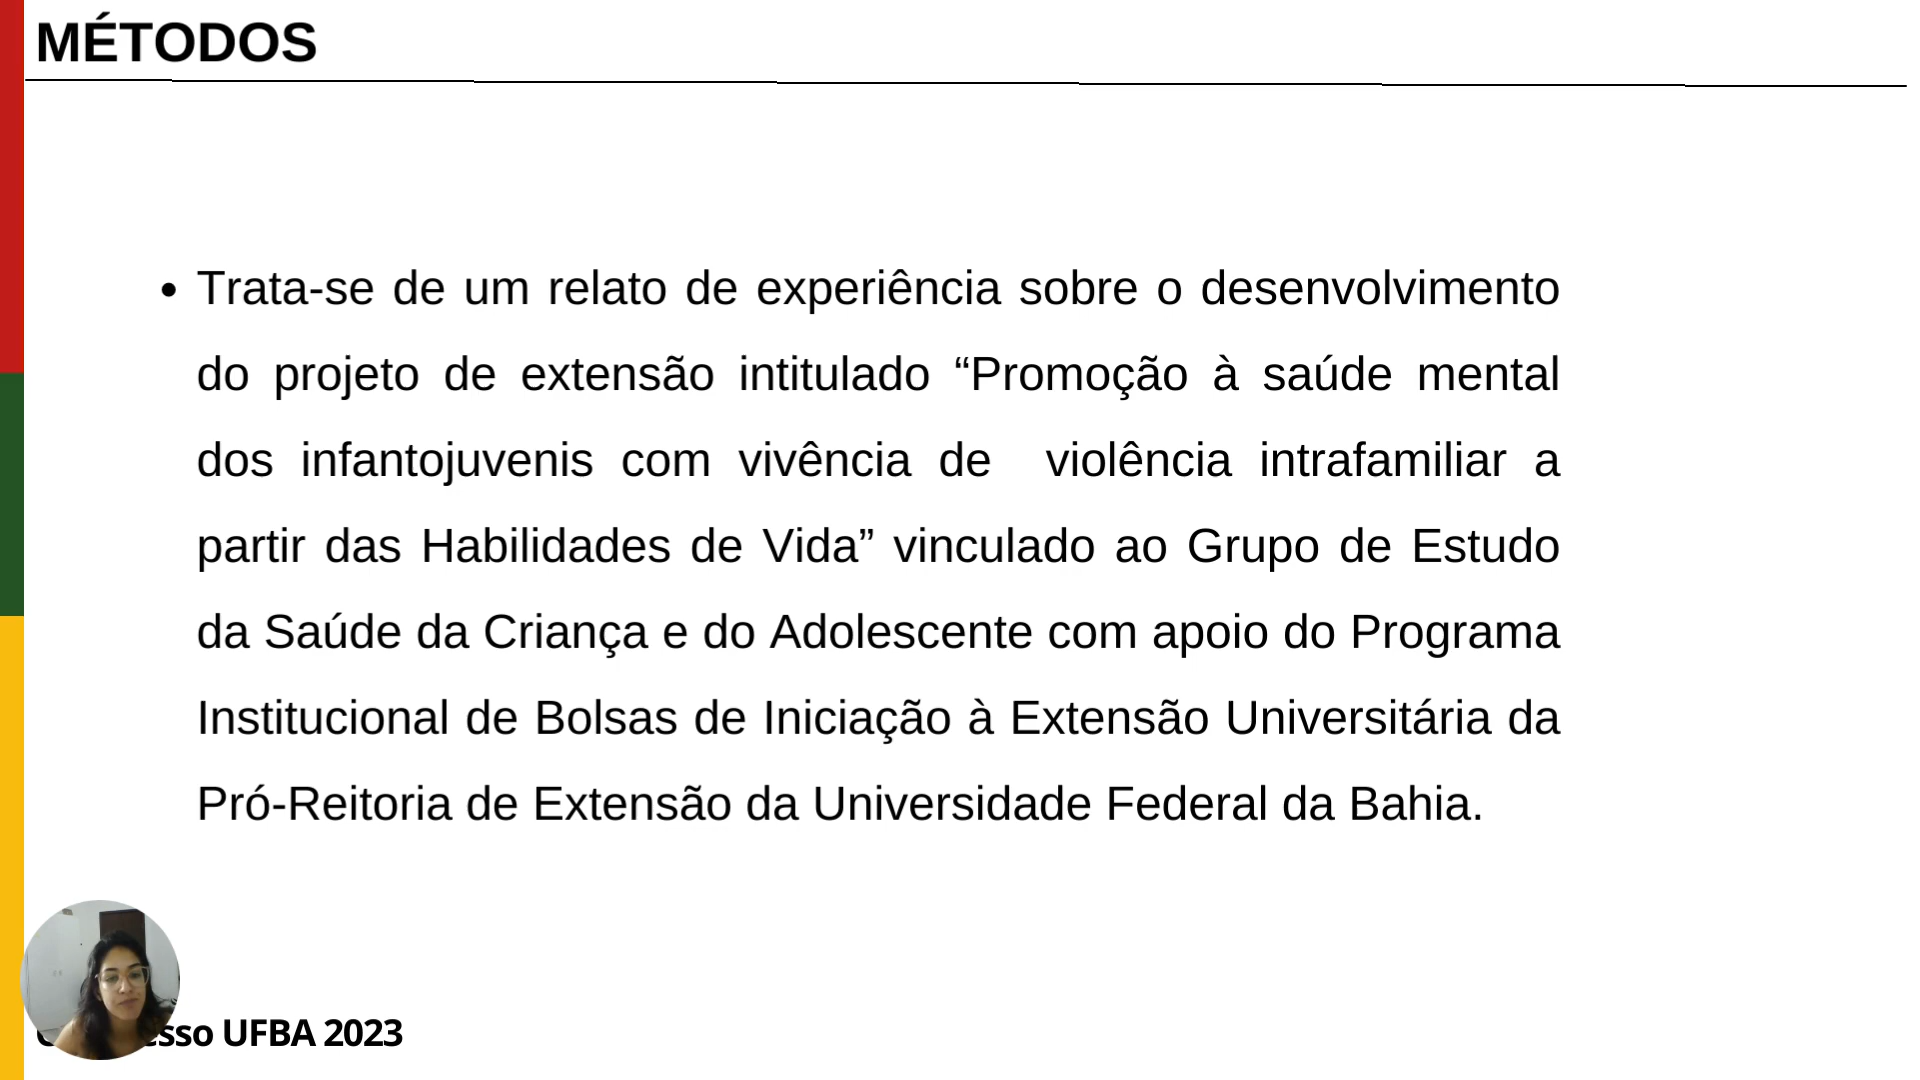 MÉTODOS
• Trata-se de um relato de experiência sobre o desenvolvimento
do projeto de extensão intitulado “Promoção à saúde mental
dos infantojuvenis com vivência de  violência intrafamiliar a
partir das Habilidades de Vida” vinculado ao Grupo de Estudo
da Saúde da Criança e do Adolescente com apoio do Programa
Institucional de Bolsas de Iniciação à Extensão Universitária da
Pró-Reitoria de Extensão da Universidade Federal da Bahia.
UFBA 2023